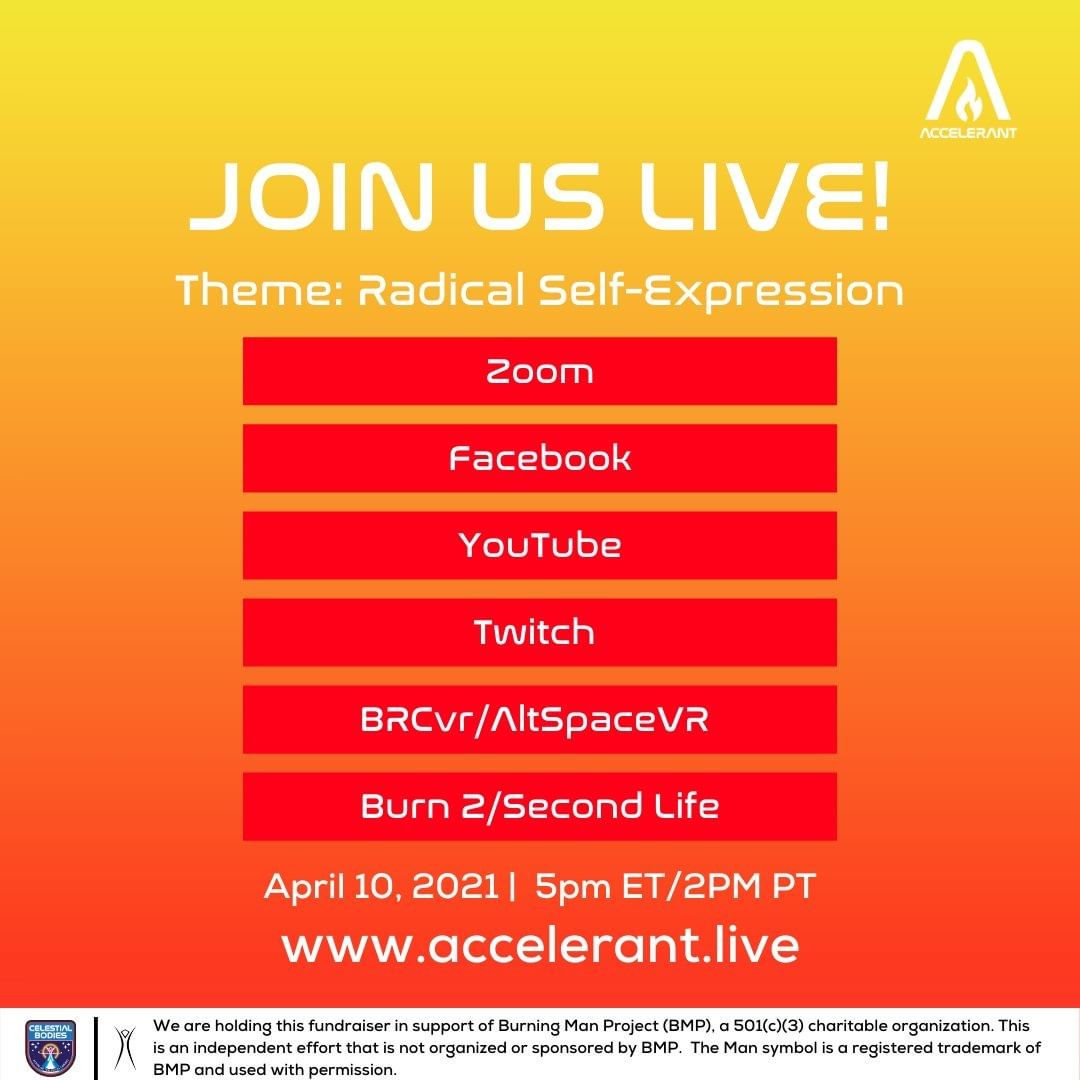 ACCELERANT
JOIN US LIVE!
Theme: Radical Self-Expression
Zoom
Facebook
YouTube
Twitch
BRCvr/AltSpaceVR
Burn 2/Second Life
April 10, 2021 | 5pm ET/2PM PT
www.accelerant.live
CELESTIAL
BODIES
We are holding this fundraiser in support of Burning Man Project (BMP), a 501(c)(3) charitable organization. This
is an independent effort that is not organized or sponsored by BMP. The Man symbol is a registered trademark of
BMP and used with permission.